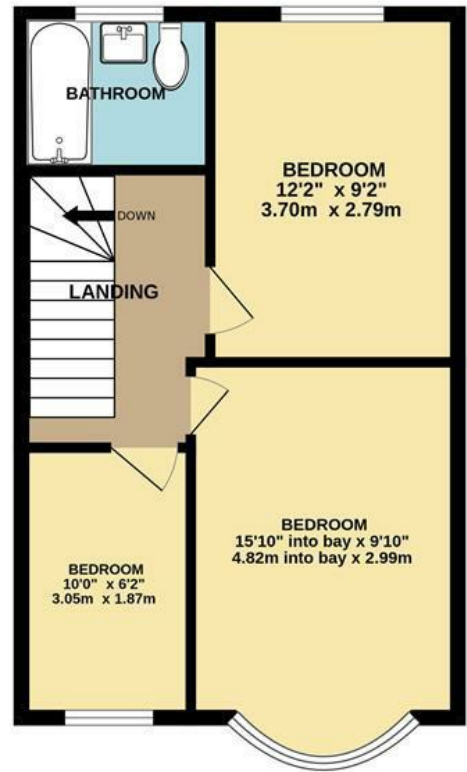 BATHROOM
BEDROOM
12'2" x 9'2"
3.70m x 2.79m
DOWN
LANDING
BEDROOM
15'10" into bay x 9'10"
4.82m into bay x 2.99m
BEDROOM
10'0" x 6'2"
3.05m x 1.87m